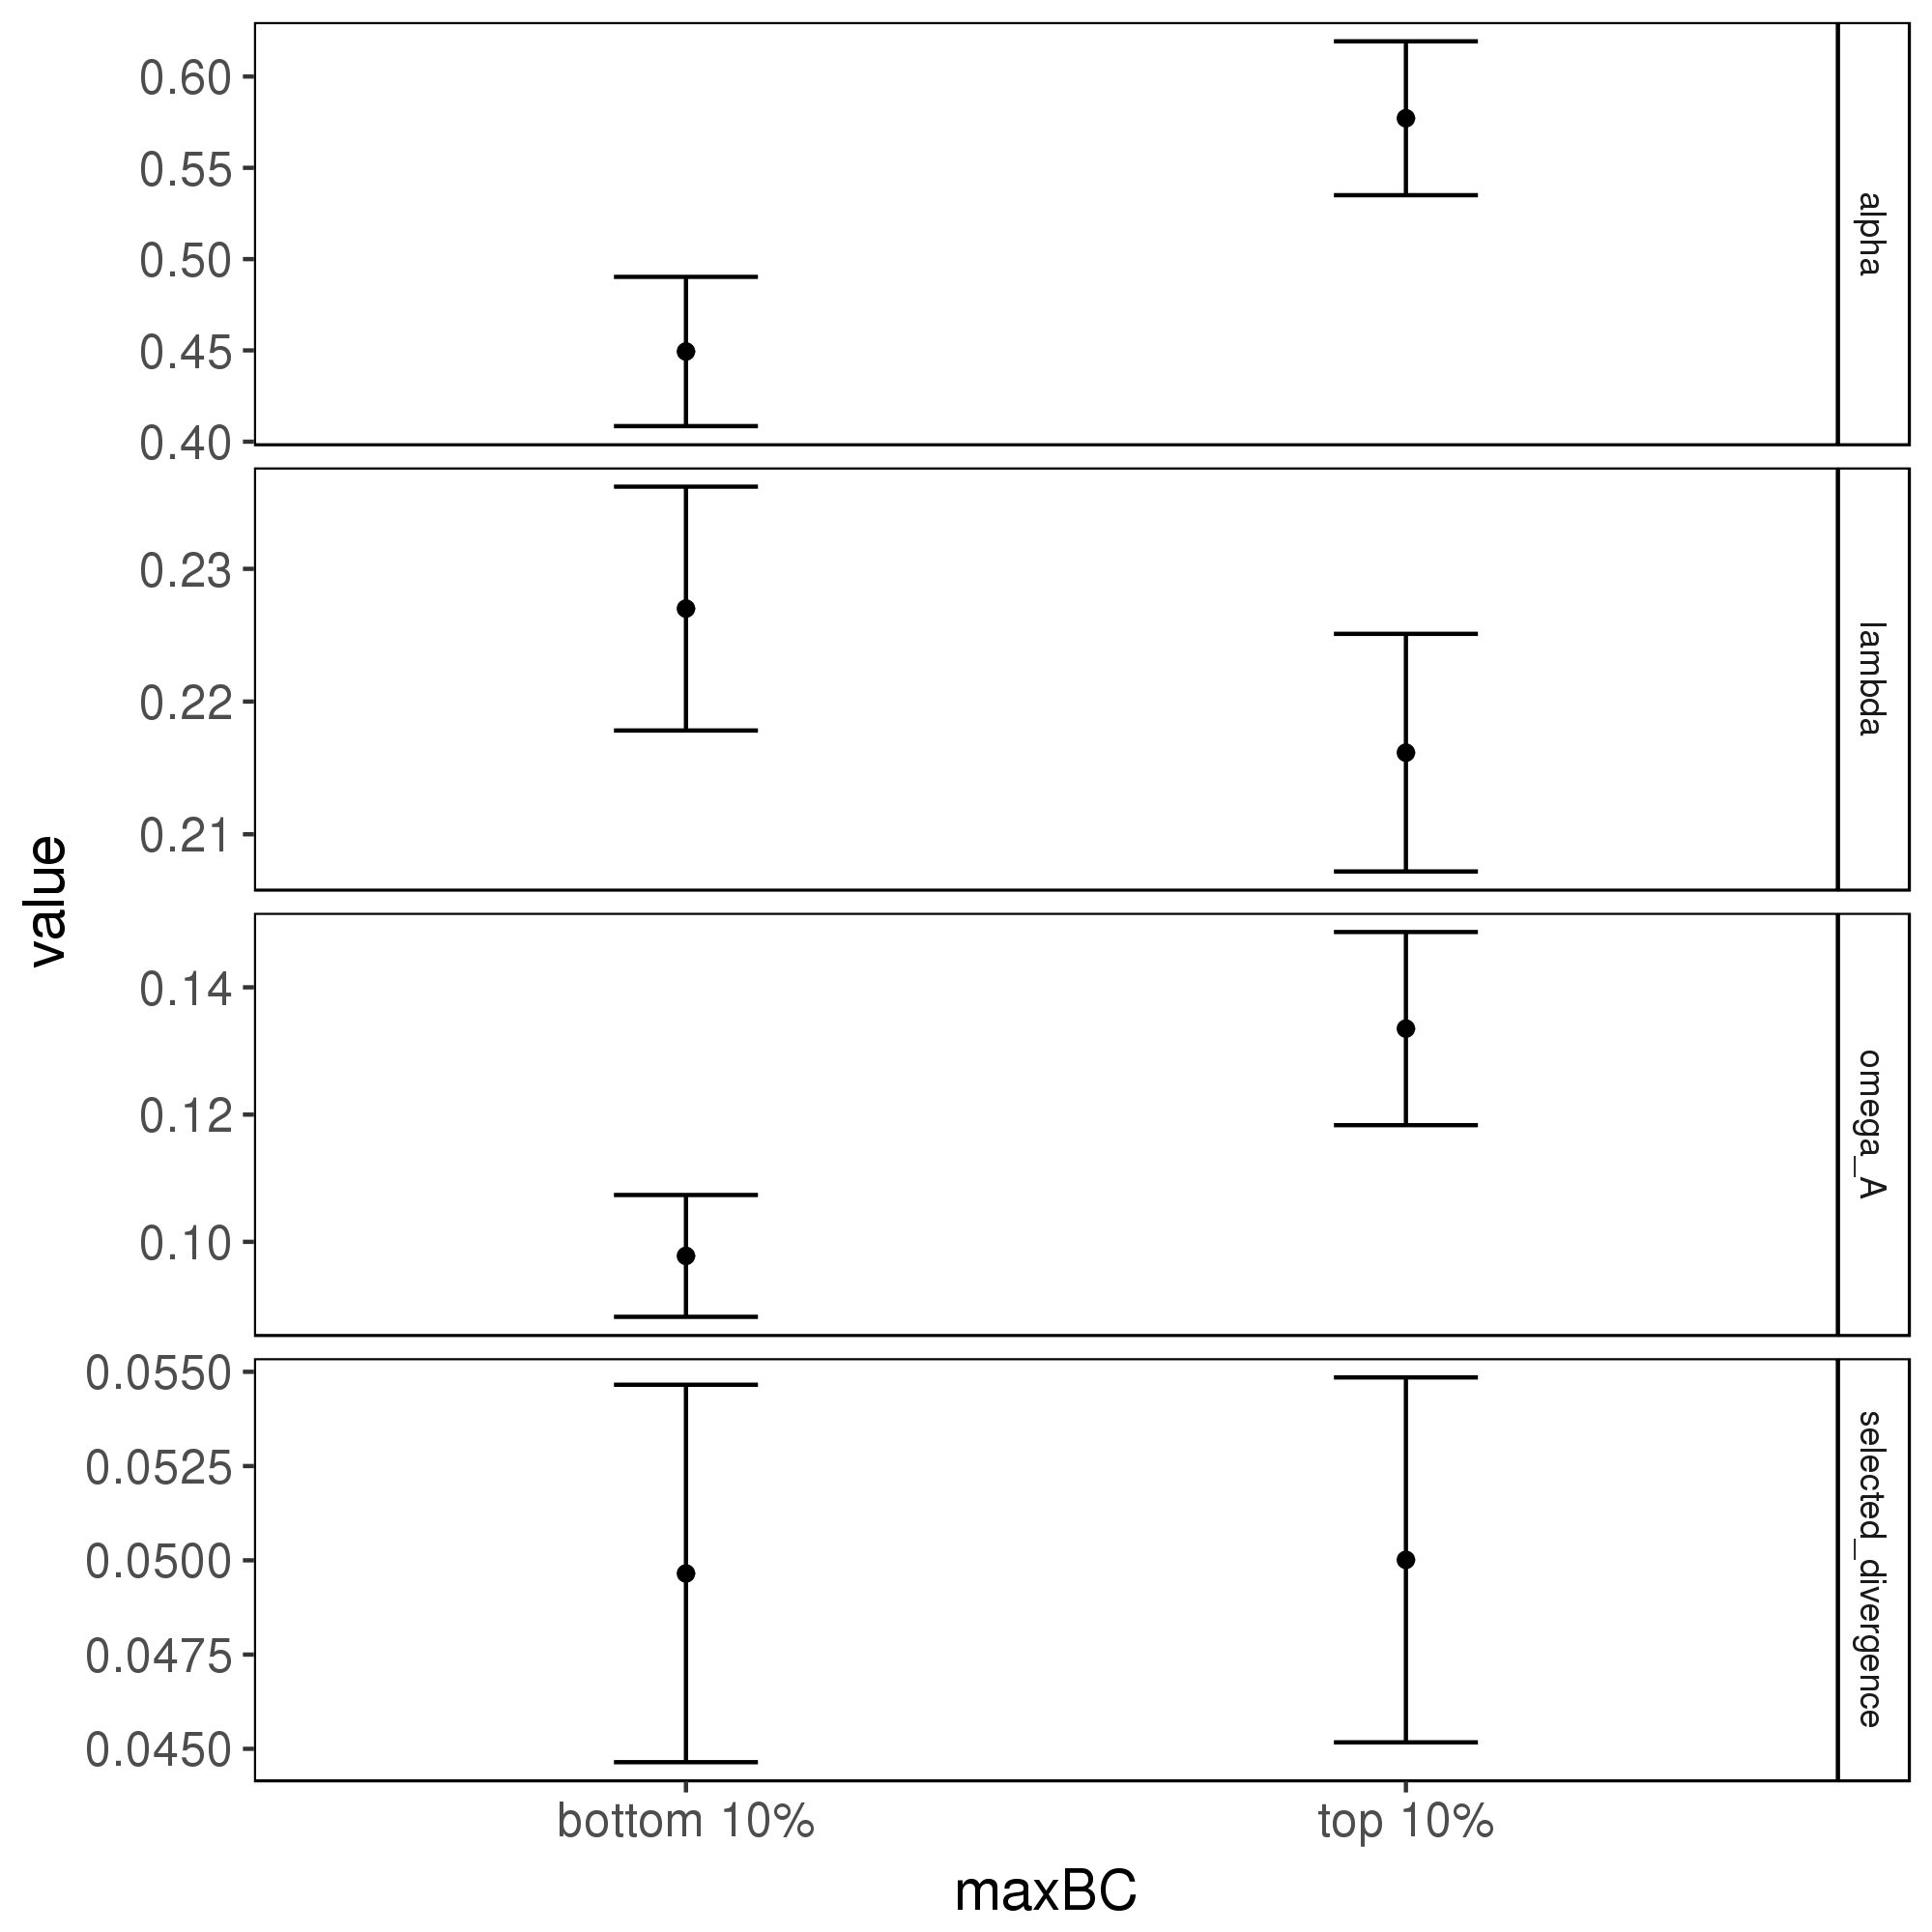 0.60
0.55
0.50
0.45
0.40
alpha
0.23
0.22
0.21
lambda
value
0.14
0.12
0.10
omega_A
0.0550
0.0525
0.0500
0.0475
0.0450
selected_divergence
bottom 10%
top 10%
maxBC